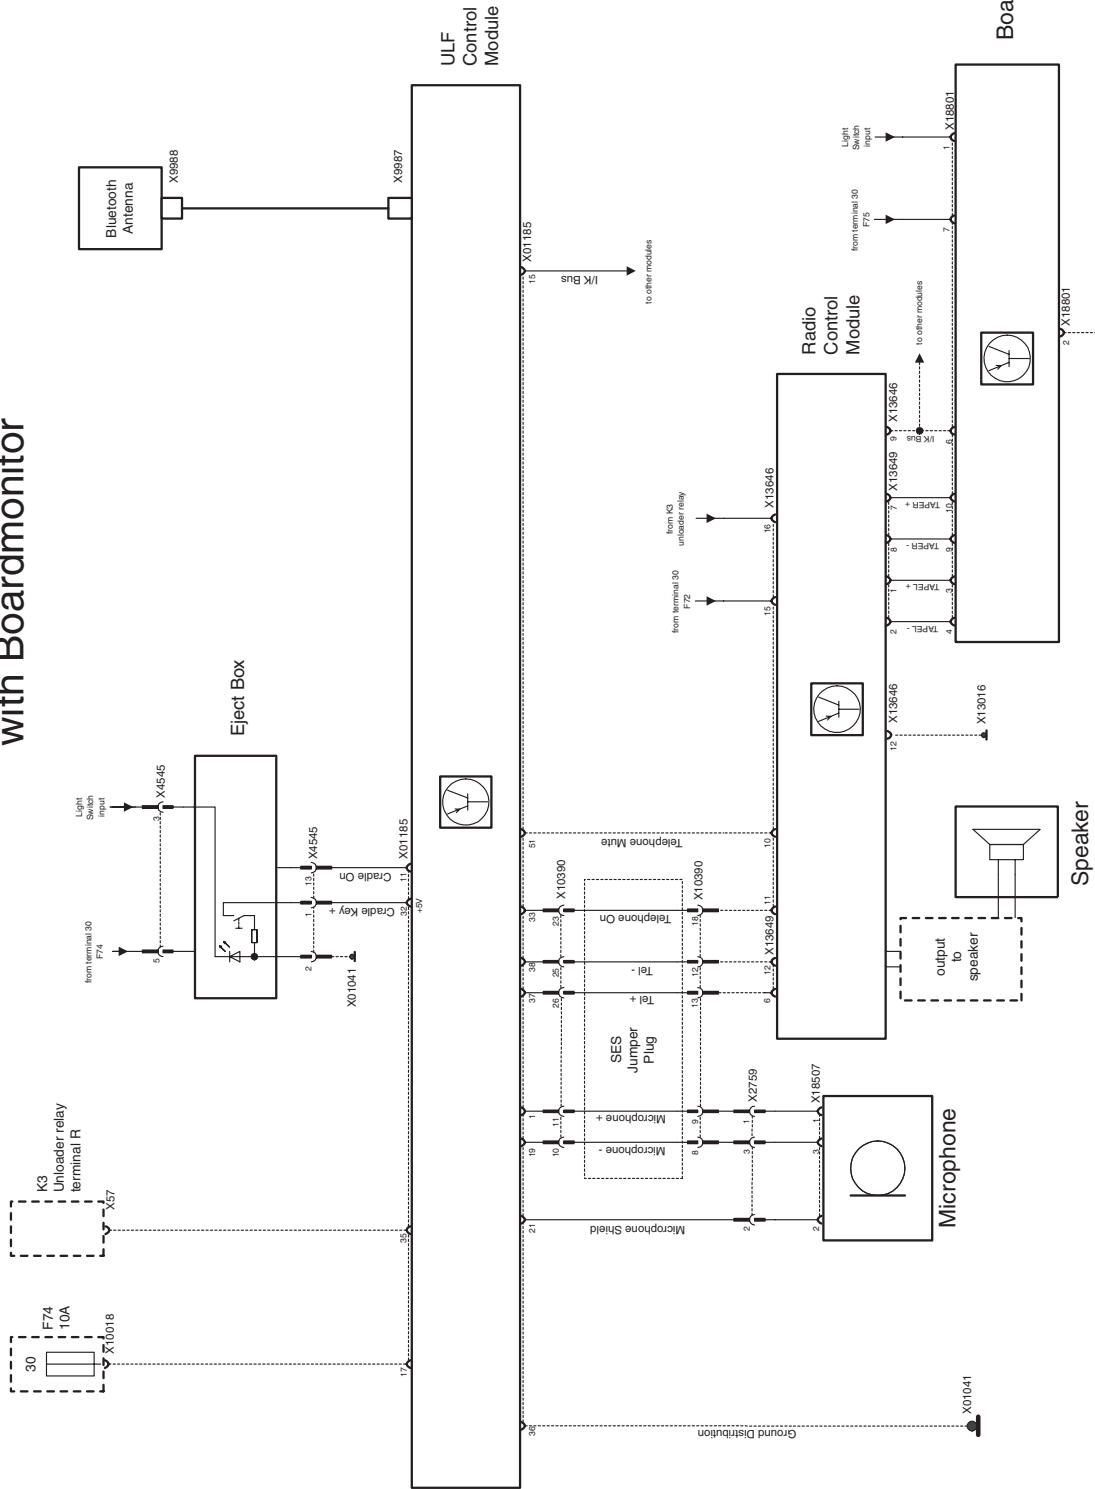 with Boardmonitor
30
F74
10A
X10018
K3
Unloader relay
terminal R
X57
from terminal 30
F74
Light
Switch
input
5
3
X4545
Eject Box
Bluetooth
Antenna
X9988
X9987
2
1
13
X4545
X01041
Cradle Key +
Cradle On
17
35
32
11
X01185
+5V
ULF
Control
Module
36
21
19
1
37
38
33
51
15
X01185
Ground Distribution
Microphone Shield
Microphone -
Microphone +
Tel +
Tel -
Telephone On
Telephone Mute
I/K Bus
to other modules
10
11
26
25
23
X10390
SES
Jumper
Plug
8
9
13
12
18
X10390
2
3
1
X2759
2
3
1
X18507
Microphone
X01041
6
12
X13649
11
10
15
16
X13646
from terminal 30
F72
from K3
unloader relay
Radio
Control
Module
12
X13646
X13016
2
1
8
7
X13649
9
X13646
TAPEL -
TAPEL +
TAPER -
TAPER +
I/K Bus
to other modules
4
3
9
10
6
7
1
X18801
from terminal 30
F75
Light
Switch
input
2
X18801
Boa
output
to
speaker
Speaker